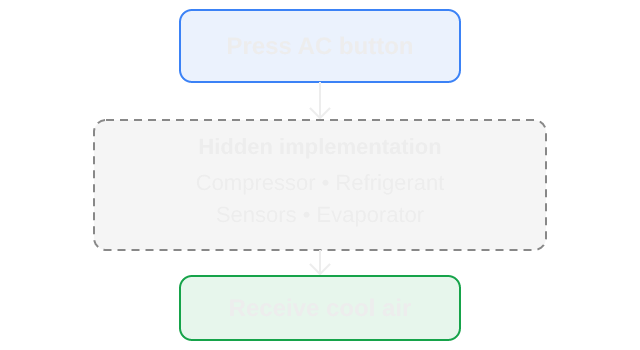 Press AC button
Hidden implementation
Compressor • Refrigerant
Sensors • Evaporator
Receive cool air